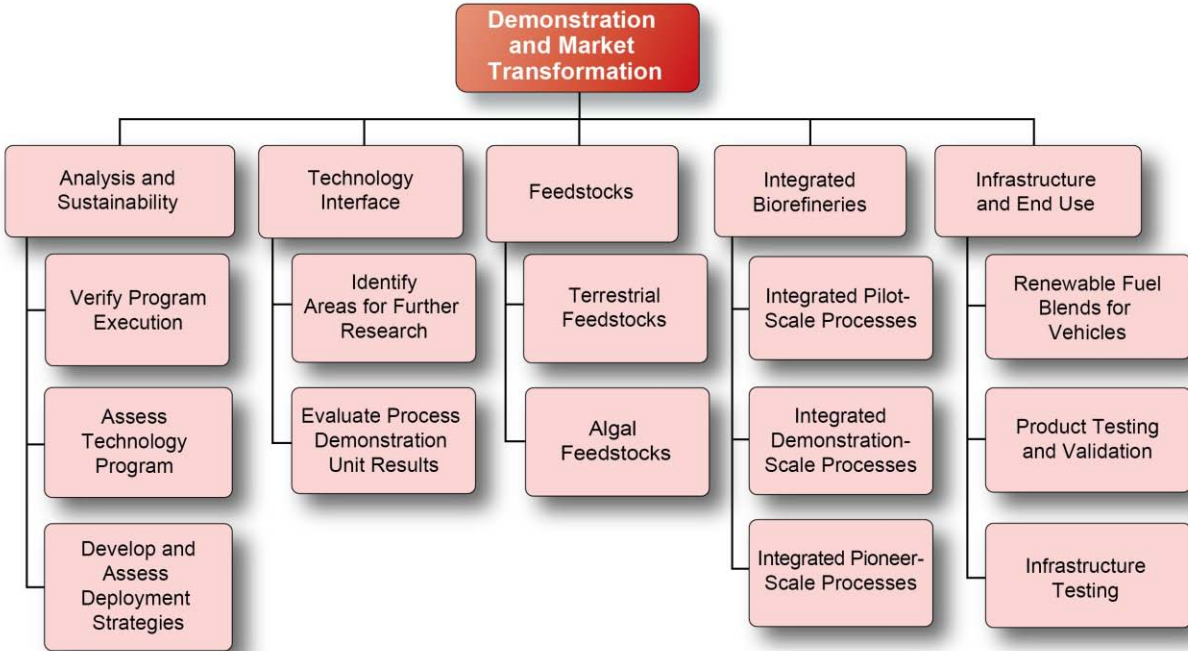 Demonstration
and Market
Transformation
Analysis and
Sustainability
Verify Program
Execution
Assess
Technology
Program
Develop and
Assess
Deployment
Strategies
Technology
Interface
Identify
Areas for Further
Research
Evaluate Process
Demonstration
Unit Results
Feedstocks
Terrestrial
Feedstocks
Algal
Feedstocks
Integrated
Biorefineries
Integrated Pilot-
Scale Processes
Integrated
Demonstration-
Scale Processes
Integrated Pioneer-
Scale Processes
Infrastructure
and End Use
Renewable Fuel
Blends for
Vehicles
Product Testing
and Validation
Infrastructure
Testing